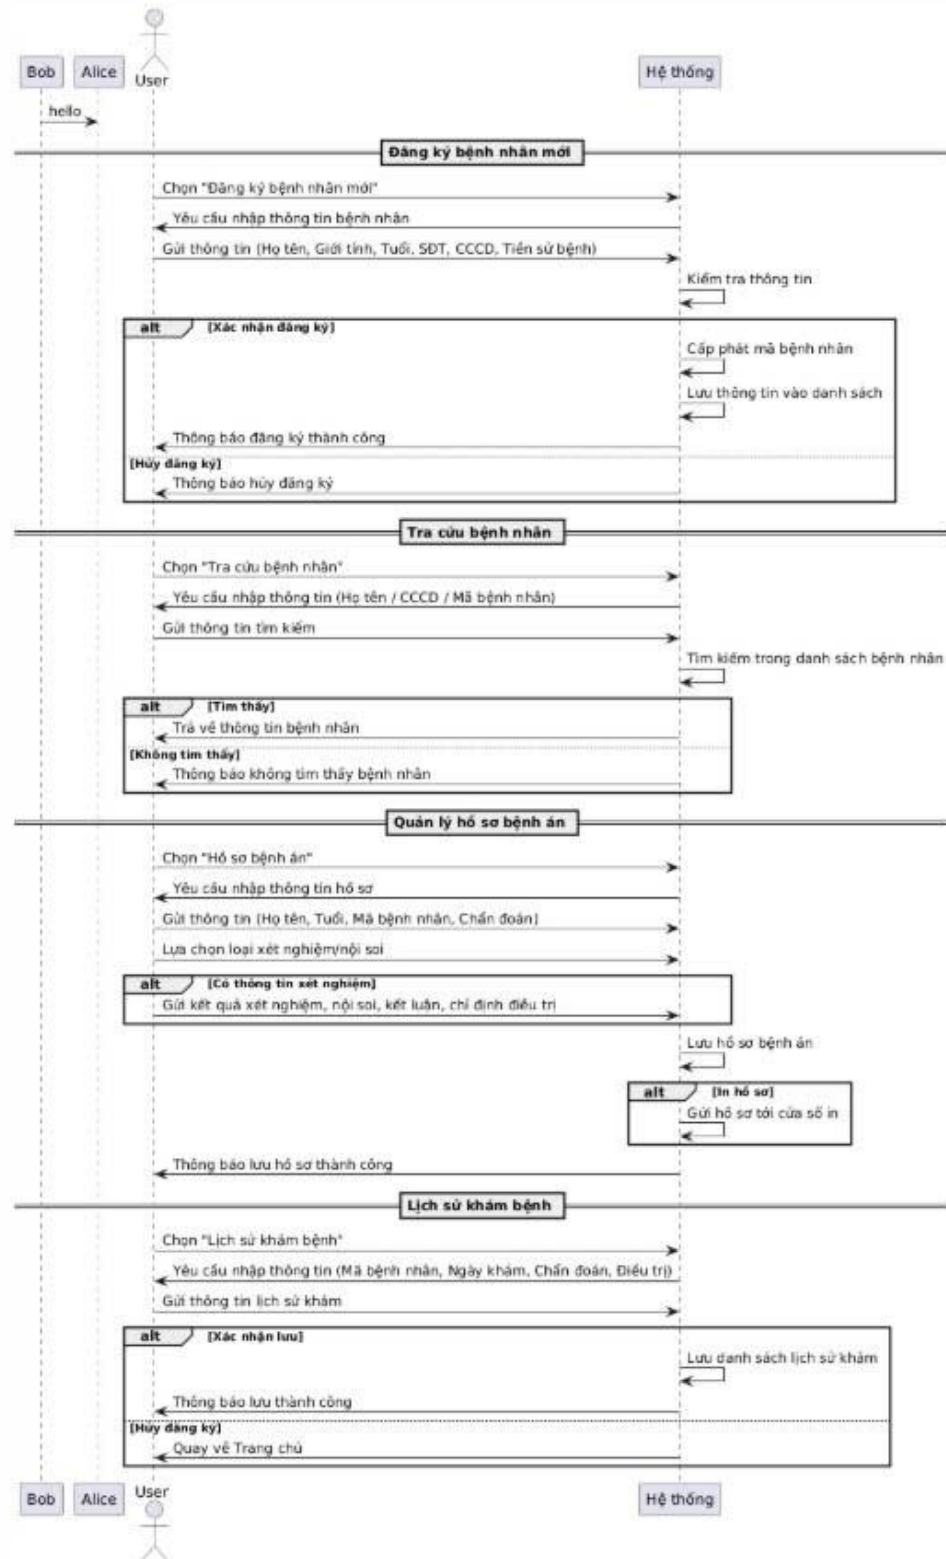 Bob Alice User Hệ thống
hello
Đăng ký bệnh nhân mới
Chọn "Đăng ký bệnh nhân mới"
Yêu cầu nhập thông tin bệnh nhân
Gửi thông tin (Họ tên, Giới tính, Tuổi, SĐT, CCCD, Tiền sử bệnh)
Kiểm tra thông tin
alt [Xác nhận đăng ký]
Cấp phát mã bệnh nhân
Lưu thông tin vào danh sách
Thông báo đăng ký thành công
[Hủy đăng ký]
Thông báo hủy đăng ký
Tra cứu bệnh nhân
Chọn "Tra cứu bệnh nhân"
Yêu cầu nhập thông tin (Họ tên / CCCD / Mã bệnh nhân)
Gửi thông tin tìm kiếm
Tìm kiếm trong danh sách bệnh nhân
alt [Tìm thấy]
Trả về thông tin bệnh nhân
[Không tìm thấy]
Thông báo không tìm thấy bệnh nhân
Quản lý hồ sơ bệnh án
Chọn "Hồ sơ bệnh án"
Yêu cầu nhập thông tin hồ sơ
Gửi thông tin (Họ tên, Tuổi, Mã bệnh nhân, Chẩn đoán)
Lựa chọn loại xét nghiệm/nội soi
alt [Có thông tin xét nghiệm]
Gửi kết quả xét nghiệm, nội soi, kết luận, chỉ định điều trị
Lưu hồ sơ bệnh án
alt [In hồ sơ]
Gửi hồ sơ tới cửa sổ in
Thông báo lưu hồ sơ thành công
Lịch sử khám bệnh
Chọn "Lịch sử khám bệnh"
Yêu cầu nhập thông tin (Mã bệnh nhân, Ngày khám, Chẩn đoán, Điều trị)
Gửi thông tin lịch sử khám
alt [Xác nhận lưu]
Lưu danh sách lịch sử khám
Thông báo lưu thành công
[Hủy đăng ký]
Quay về Trang chủ
Bob Alice User Hệ thống